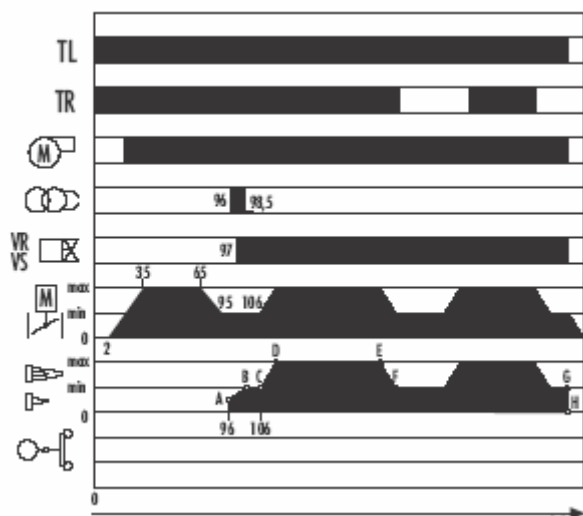 TL
TR
M
96 98,5
VR
VS 97
35 65
max
M
min 95 106
0
2
D E
max
min B C F G
A
0 H
96 106
0